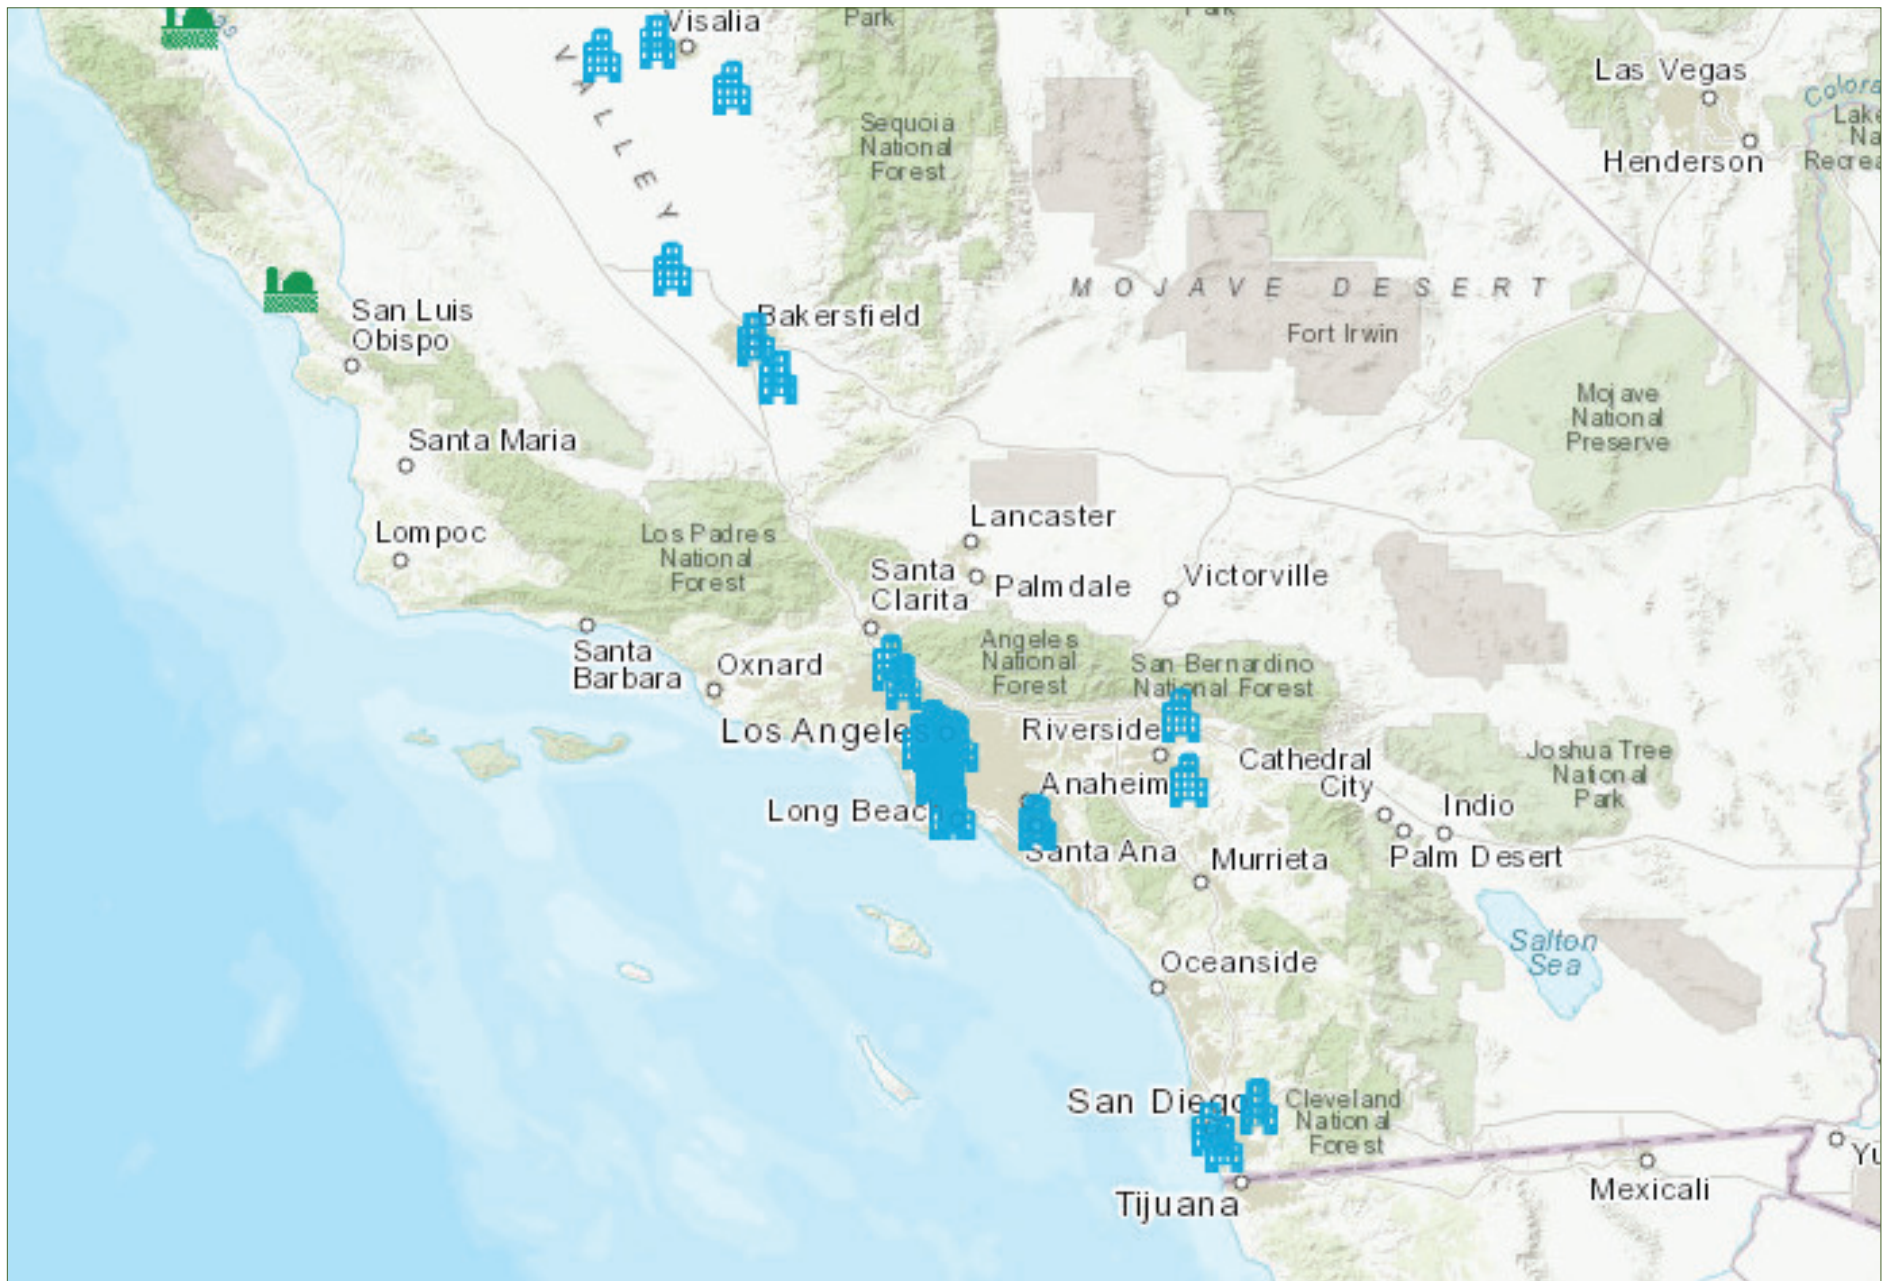 Visalia
Park
Park
Las Vegas
Henderson
VALLEY
Sequoia
National
Forest
MOJAVE DESERT
Fort Irwin
San Luis
Obispo
Bakersfield
Mojave
National
Preserve
Santa Maria
Lompoc
Los Padres
National
Forest
Lancaster
Santa
Clarita
Palmdale
Victorville
Santa
Barbara
Oxnard
Angeles
National
Forest
San Bernardino
National Forest
Los Angeles
Riverside
Cathedral
City
Joshua Tree
National
Park
Long Beach
Anaheim
Indio
Santa Ana
Murrieta
Palm Desert
Salton
Sea
Oceanside
San Diego
Cleveland
National
Forest
Tijuana
Mexicali